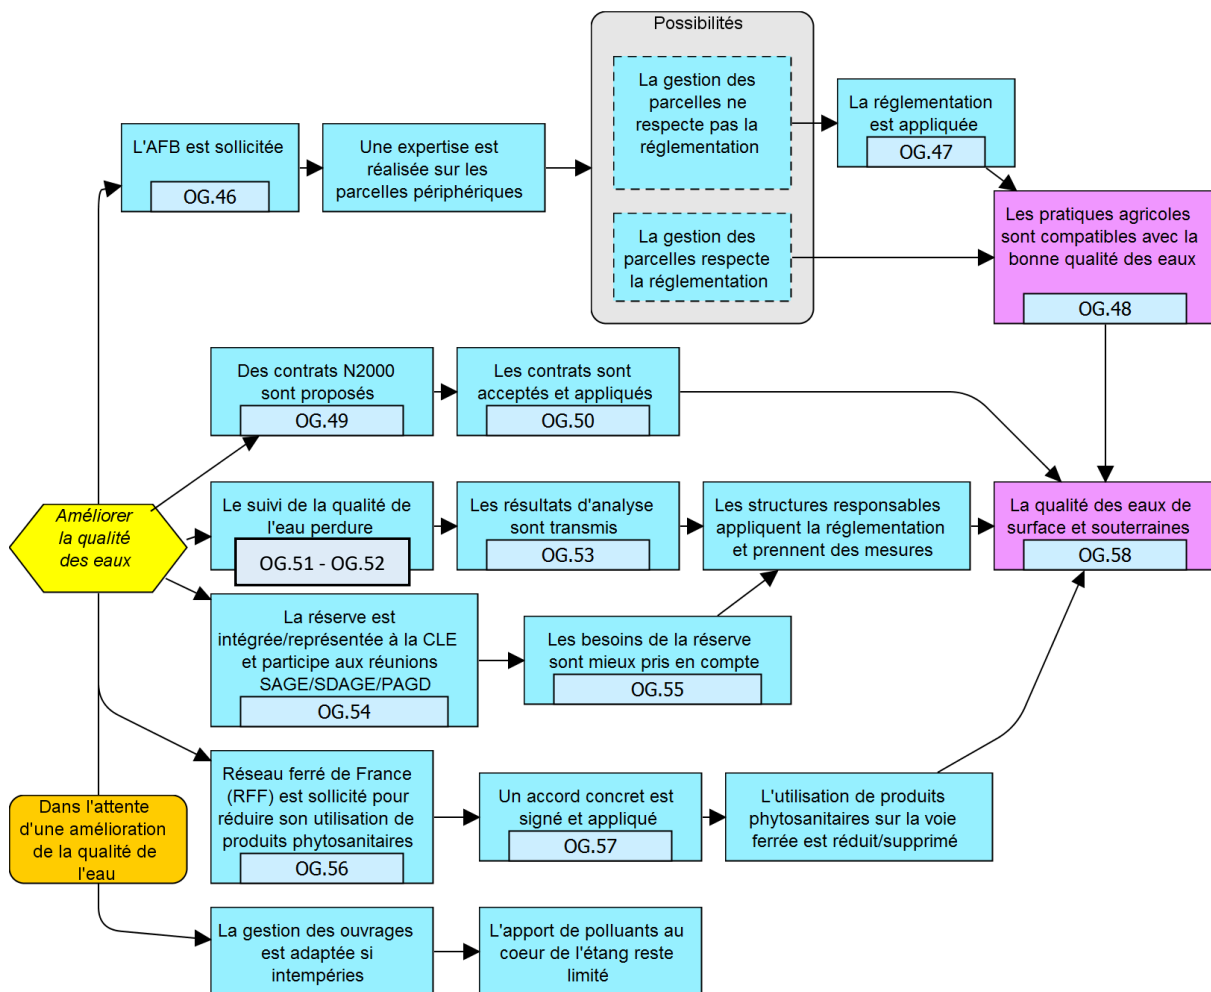 Possibilités
La gestion des
parcelles ne
respecte pas la
réglementation
La réglementation
est appliquée
OG.47
L'AFB est sollicitée
OG.46
Une expertise est
réalisée sur les
parcelles périphériques
La gestion des
parcelles respecte
la réglementation
Les pratiques agricoles
sont compatibles avec la
bonne qualité des eaux
OG.48
Des contrats N2000
sont proposés
OG.49
Les contrats sont
acceptés et appliqués
OG.50
Améliorer
la qualité
des eaux
Le suivi de la qualité de
l'eau perdure
OG.51 - OG.52
Les résultats d'analyse
sont transmis
OG.53
Les structures responsables
appliquent la réglementation
et prennent des mesures
La qualité des eaux de
surface et souterraines
OG.58
La réserve est
intégrée/représentée à la CLE
et participe aux réunions
SAGE/SDAGE/PAGD
OG.54
Les besoins de la réserve
sont mieux pris en compte
OG.55
Réseau ferré de France
(RFF) est sollicité pour
réduire son utilisation de
produits phytosanitaires
OG.56
Un accord concret est
signé et appliqué
OG.57
L'utilisation de produits
phytosanitaires sur la voie
ferrée est réduit/supprimé
Dans l'attente
d'une amélioration
de la qualité de
l'eau
La gestion des ouvrages
est adaptée si
intempéries
L'apport de polluants au
coeur de l'étang reste
limité